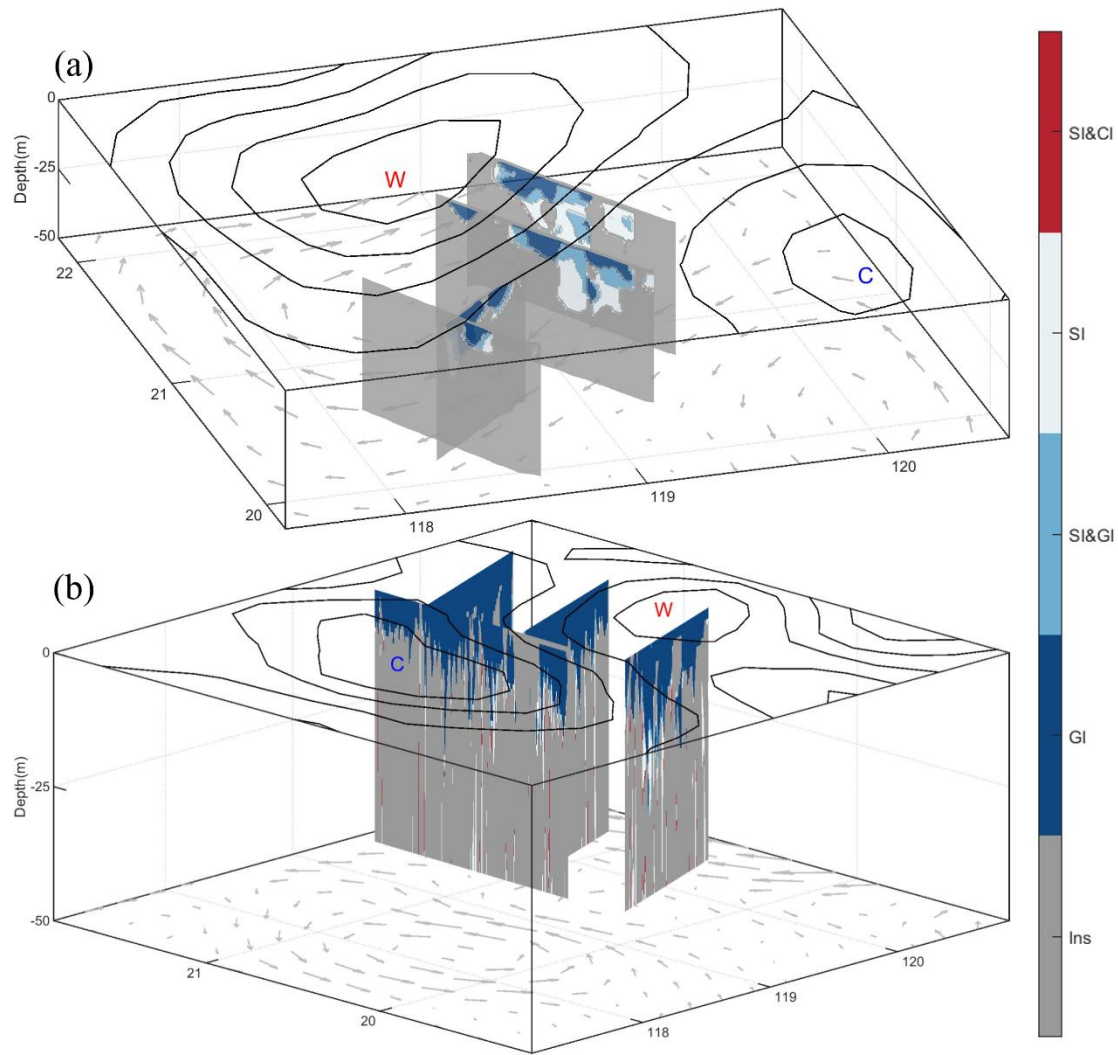 (a)
0
Depth(m)
-25
-50
22
21
20
118
119
120
W
C
(b)
0
Depth(m)
-25
-50
21
20
118
119
120
C
W
SI&CI
SI
SI&GI
GI
Ins